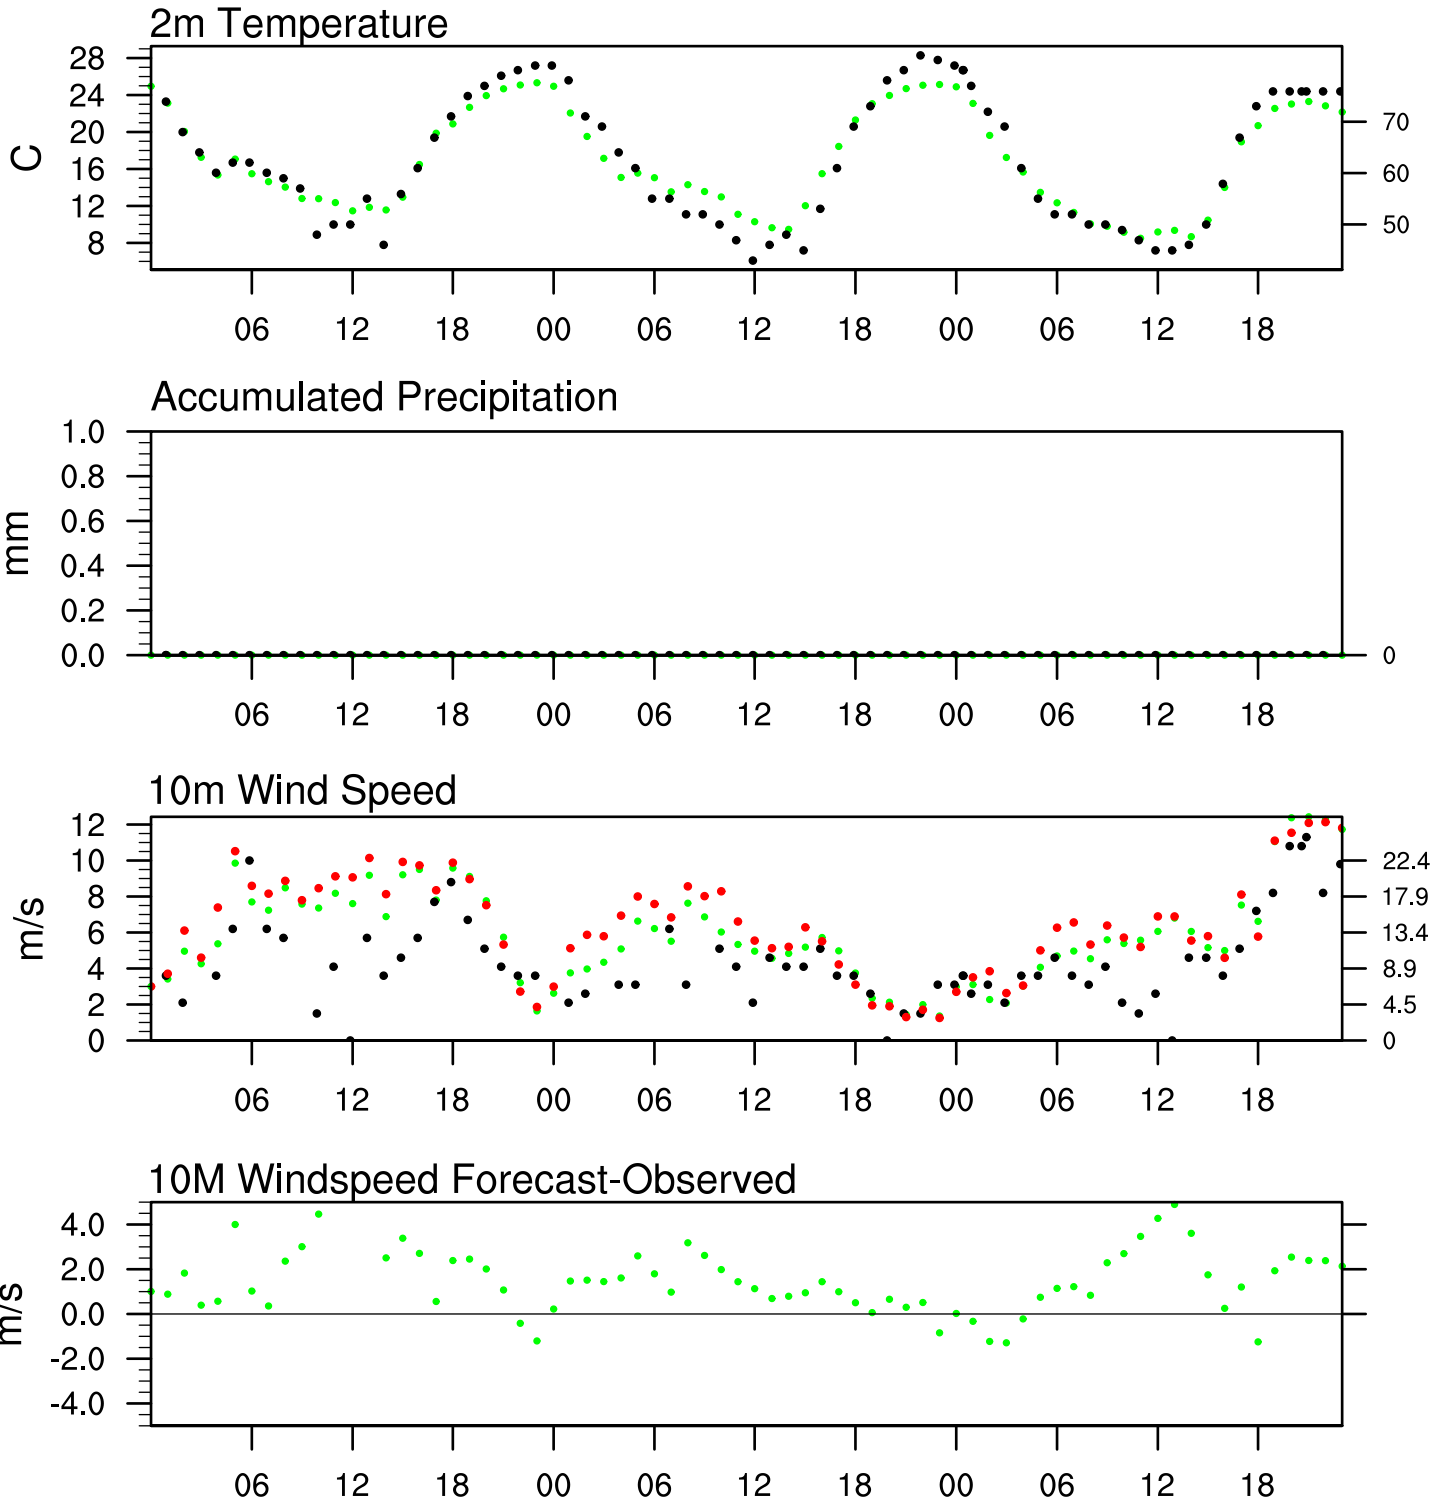 2m Temperature
28
24
20
16
12
8
C
70
60
50
06 12 18 00 06 12 18 00 06 12 18
Accumulated Precipitation
1.0
0.8
0.6
0.4
0.2
0.0
mm
0
06 12 18 00 06 12 18 00 06 12 18
10m Wind Speed
12
10
8
6
4
2
0
m/s
22.4
17.9
13.4
8.9
4.5
0
06 12 18 00 06 12 18 00 06 12 18
10M Windspeed Forecast-Observed
4.0
2.0
0.0
-2.0
-4.0
m/s
06 12 18 00 06 12 18 00 06 12 18